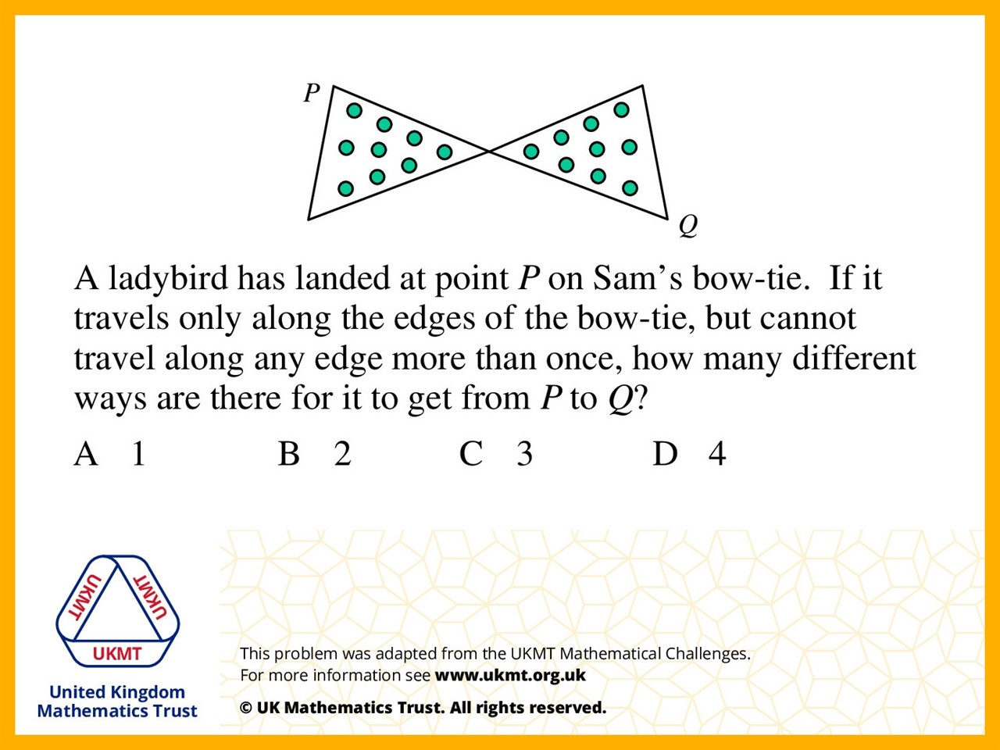 P
Q
A ladybird has landed at point P on Sam’s bow-tie. If it
travels only along the edges of the bow-tie, but cannot
travel along any edge more than once, how many different
ways are there for it to get from P to Q?
A 1 B 2 C 3 D 4
UKMT UKMT
UKMT
United Kingdom
Mathematics Trust
This problem was adapted from the UKMT Mathematical Challenges.
For more information see www.ukmt.org.uk
© UK Mathematics Trust. All rights reserved.